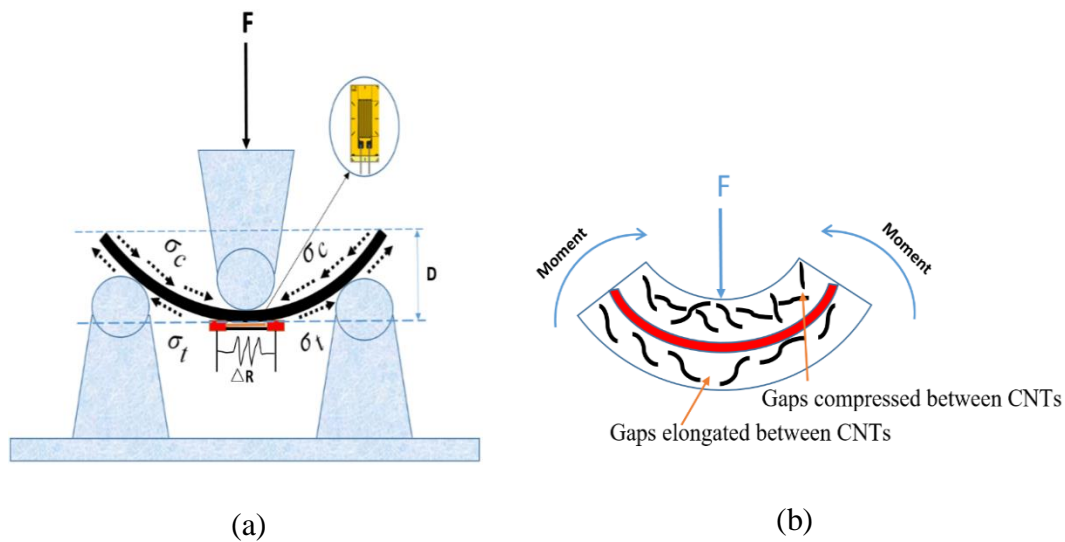 F
σc
σc
D
σt
σt
ΔR
(a)
F
Moment
Moment
Gaps compressed between CNTs
Gaps elongated between CNTs
(b)